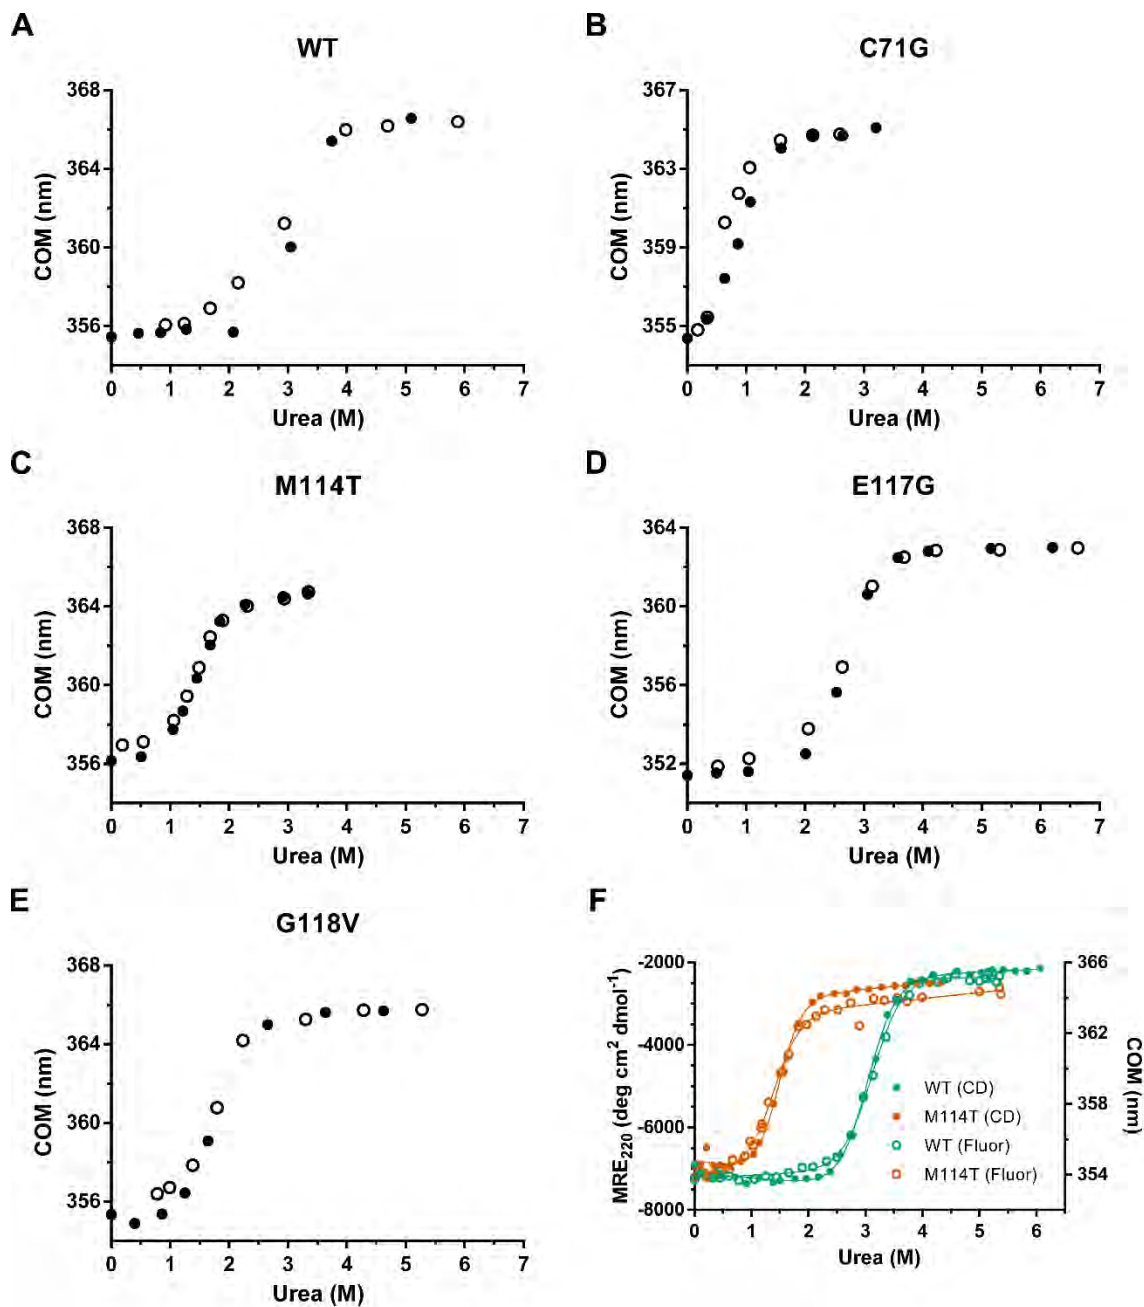 A
WT
COM (nm)
368
364
360
356
0 1 2 3 4 5 6 7
Urea (M)
B
C71G
COM (nm)
367
363
359
355
0 1 2 3 4 5 6 7
Urea (M)
C
M114T
COM (nm)
368
364
360
356
0 1 2 3 4 5 6 7
Urea (M)
D
E117G
COM (nm)
364
360
356
352
0 1 2 3 4 5 6 7
Urea (M)
E
G118V
COM (nm)
368
364
360
356
0 1 2 3 4 5 6 7
Urea (M)
F
MRE220 (deg cm2 dmol-1)
-2000
-4000
-6000
-8000
WT (CD)
M114T (CD)
WT (Fluor)
M114T (Fluor)
366
362
358
354
COM (nm)
0 1 2 3 4 5 6
Urea (M)